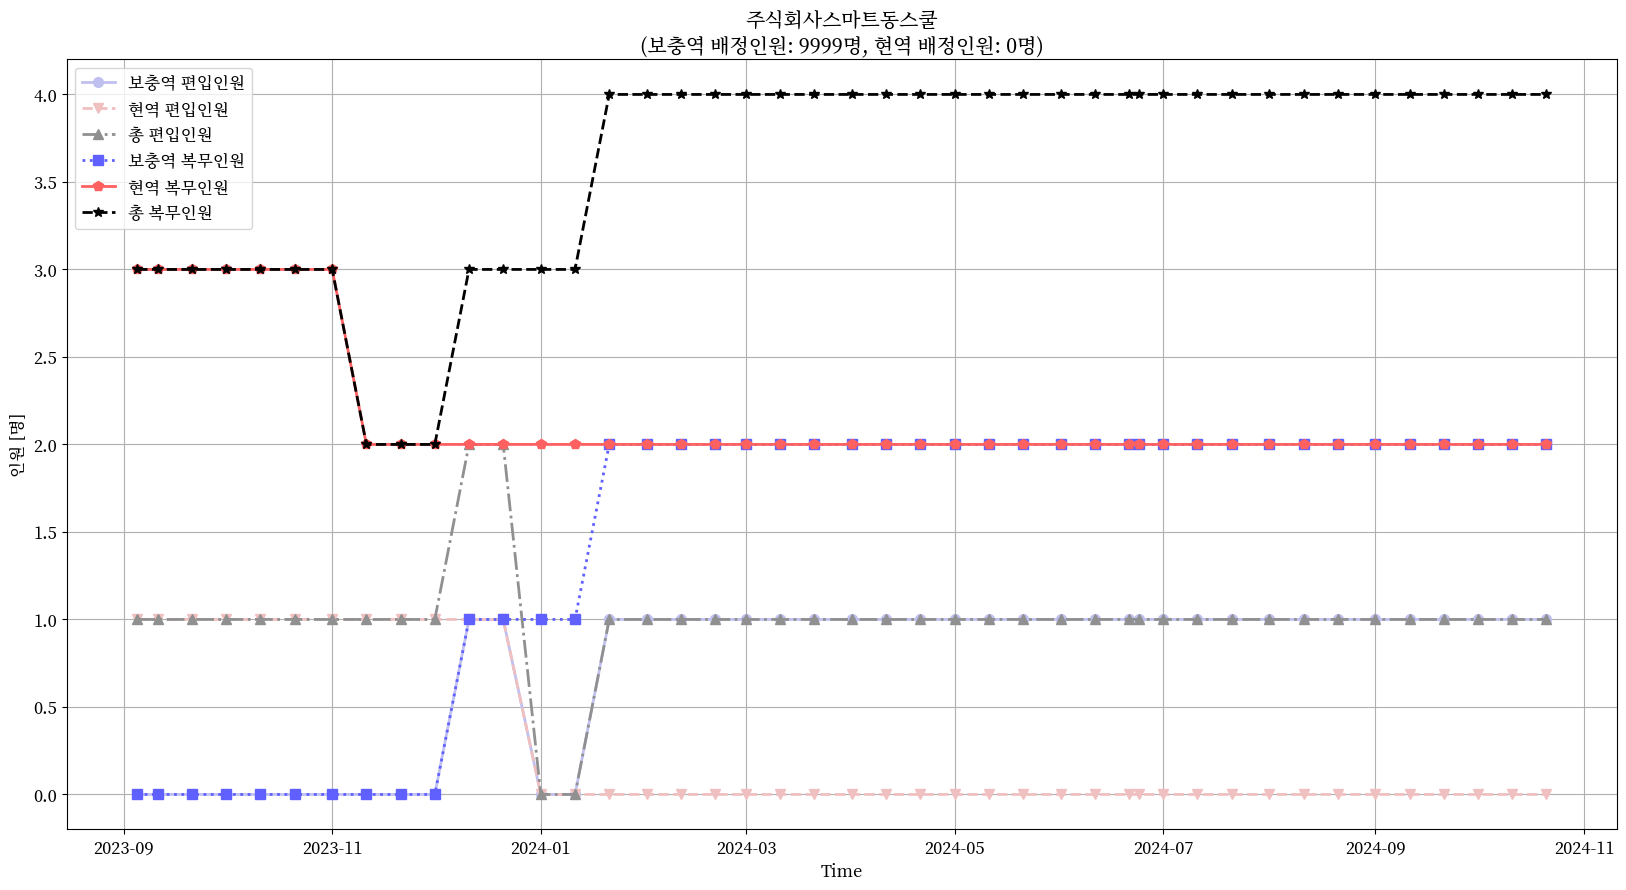 주식회사스마트동스쿨
(보충역 배정인원: 9999명, 현역 배정인원: 0명)
보충역 편입인원
현역 편입인원
총 편입인원
보충역 복무인원
현역 복무인원
총 복무인원
4.0
3.5
3.0
2.5
2.0
1.5
1.0
0.5
0.0
인원 [명]
2023-09 2023-11 2024-01 2024-03 2024-05 2024-07 2024-09 2024-11
Time